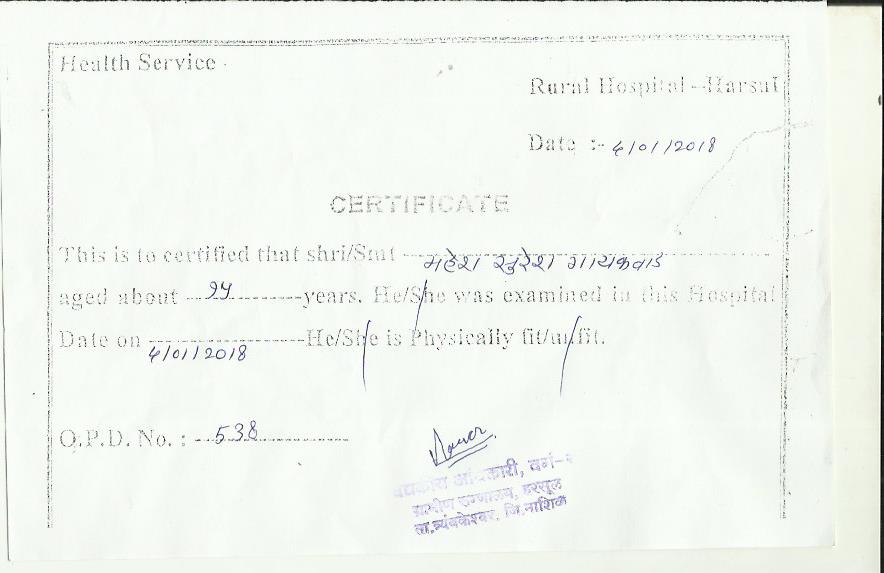 Health Service
Rural Hospital -Harsul
Date :- 4/01/2018
CERTIFICATE
This is to certified that shri/Smt महेश सुरेश गायकवाड
aged about years. He/She was examined in this Hospital
Date on 4/01/2018 He/She is Physically fit/unfit.
O.P.D. No. : 538
अधिकारी, वर्ग-
ग्रामीण रुग्णालय, हरसूल
ता.त्र्यंबकेश्वर, जि.नाशिक